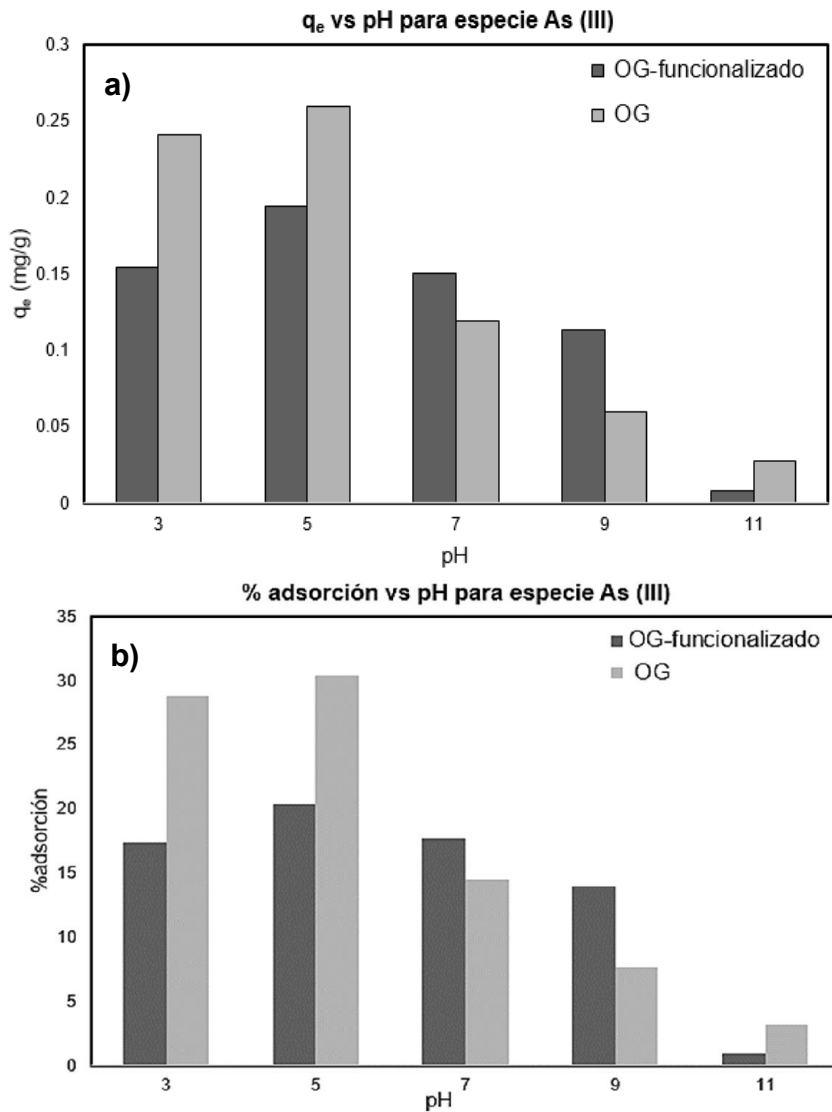 qₑ vs pH para especie As (III)
a)
OG-funcionalizado
OG
0.3
0.25
0.2
0.15
0.1
0.05
0
qₑ (mg/g)
3 5 7 9 11
pH
% adsorción vs pH para especie As (III)
b)
OG-funcionalizado
OG
35
30
25
20
15
10
5
0
%adsorción
3 5 7 9 11
pH